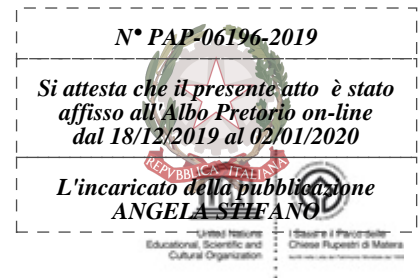 N° PAP-06196-2019
Si attesta che il presente atto è stato
affisso all'Albo Pretorio on-line
dal 18/12/2019 al 02/01/2020
L'incaricato della pubblicazione
ANGELA STIFANO
REPVBBLICA ITALIANA
United Nations
Educational, Scientific and
Cultural Organization
I Sassi e il Parco delle
Chiese Rupestri di Matera